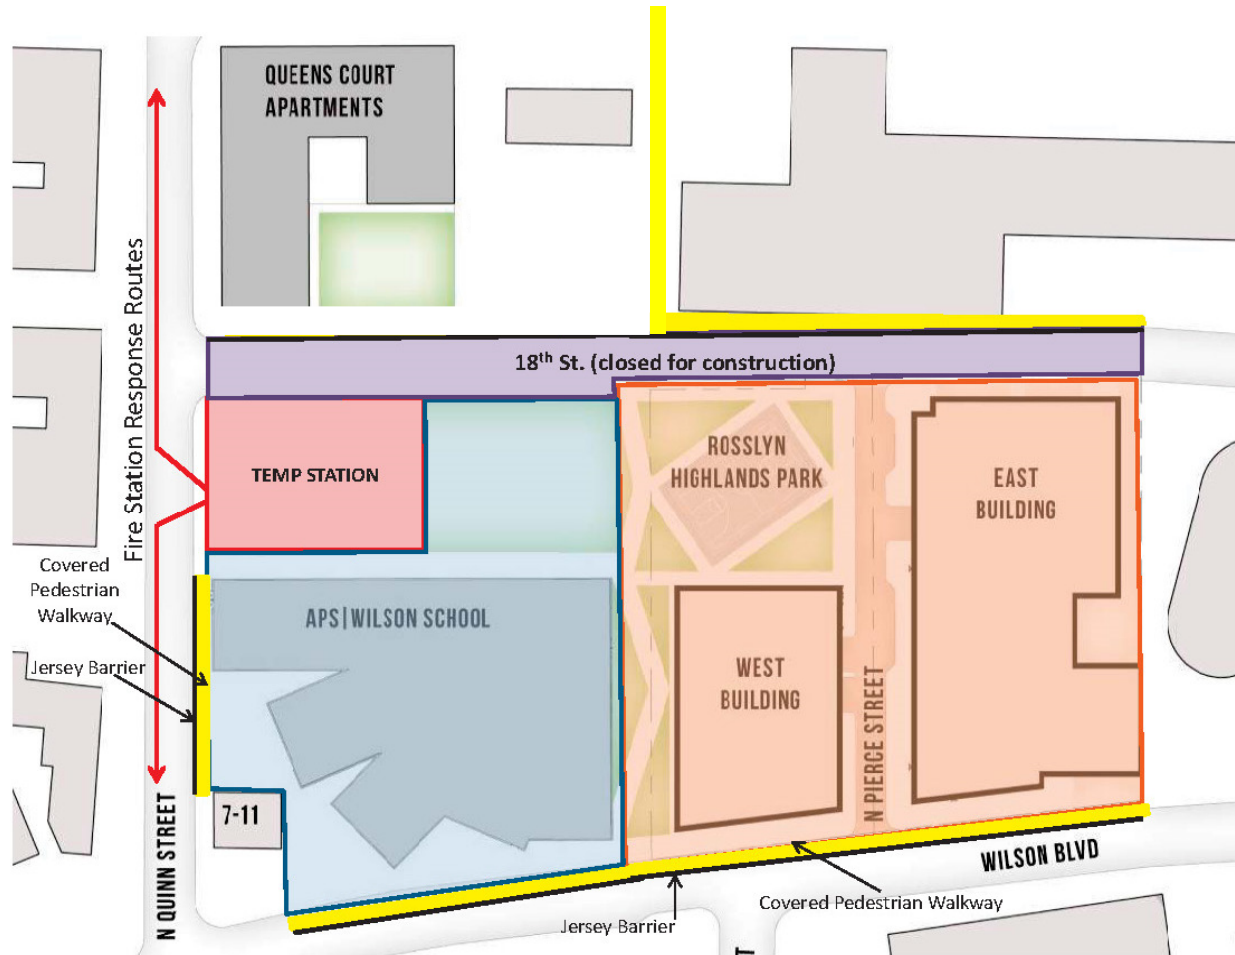 QUEENS COURT
APARTMENTS
Fire Station Response Routes
18th St. (closed for construction)
TEMP STATION
ROSSLYN
HIGHLANDS PARK
EAST
BUILDING
Covered
Pedestrian
Walkway
Jersey Barrier
APS|WILSON SCHOOL
WEST
BUILDING
N PIERCE STREET
7-11
N QUINN STREET
WILSON BLVD
Covered Pedestrian Walkway
Jersey Barrier